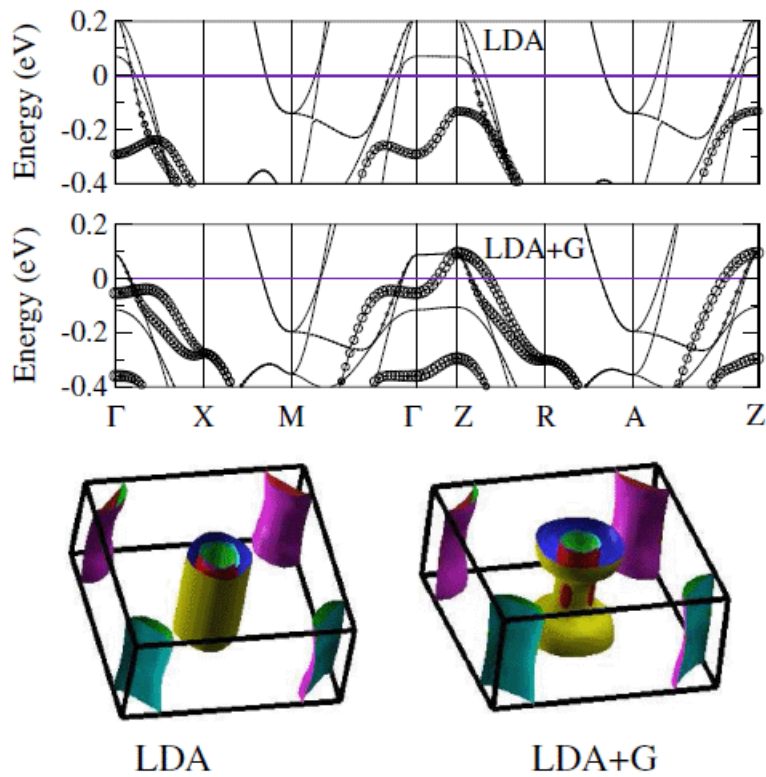 0.2
LDA
0
-0.2
-0.4
Energy (eV)
0.2
LDA+G
0
-0.2
-0.4
Energy (eV)
Γ X M Γ Z R A Z
LDA LDA+G